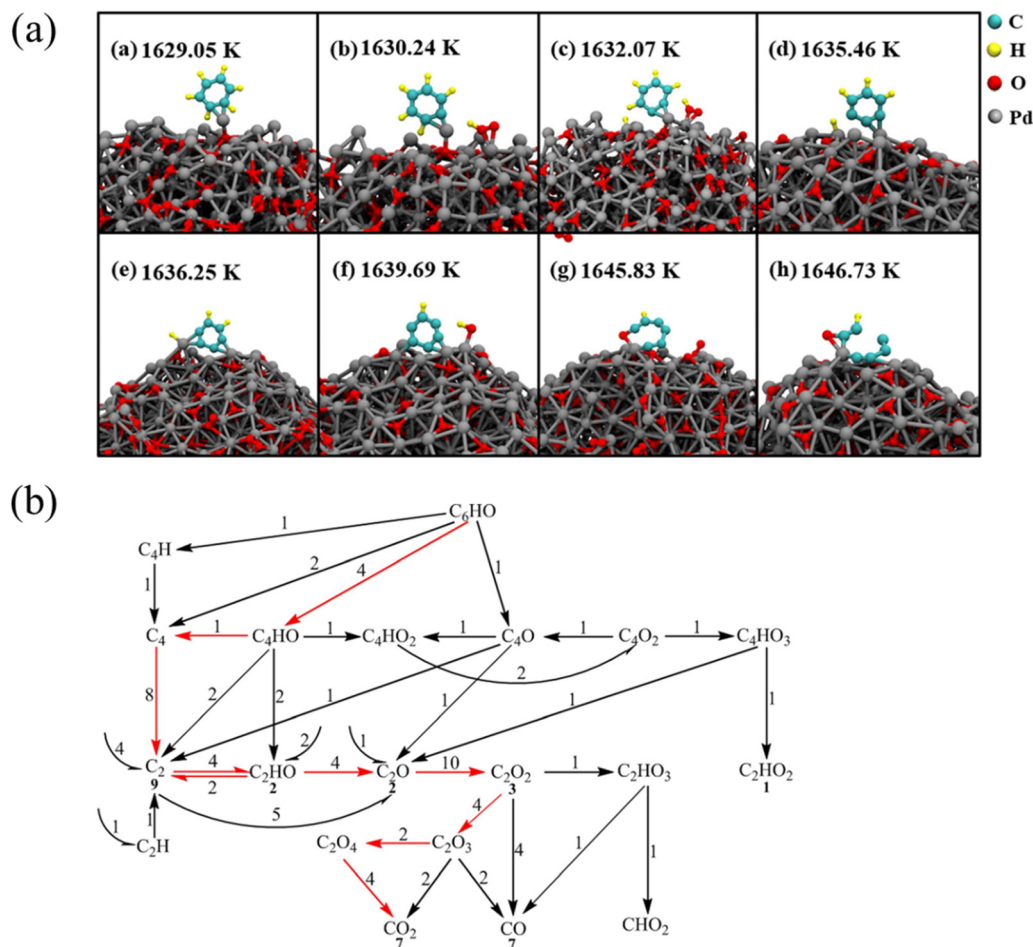 (a)
(a) 1629.05 K
(b) 1630.24 K
(c) 1632.07 K
(d) 1635.46 K
C
H
O
Pd
(e) 1636.25 K
(f) 1639.69 K
(g) 1645.83 K
(h) 1646.73 K
(b)
C₆HO
1
C₄H
2
4
1
1
C₄
1
C₄HO
1
C₄HO₂
1
C₄O
1
C₄O₂
1
C₄HO₃
2
8
2
2
1
1
1
1
4
2
1
C₂
4
C₂HO
4
C₂O
10
C₂O₂
1
C₂HO₃
C₂HO₂
9
2
2
2
3
1
5
1
1
C₂H
4
C₂O₄
2
C₂O₃
4
1
1
4
2
2
CO₂
CO
CHO₂
7
7